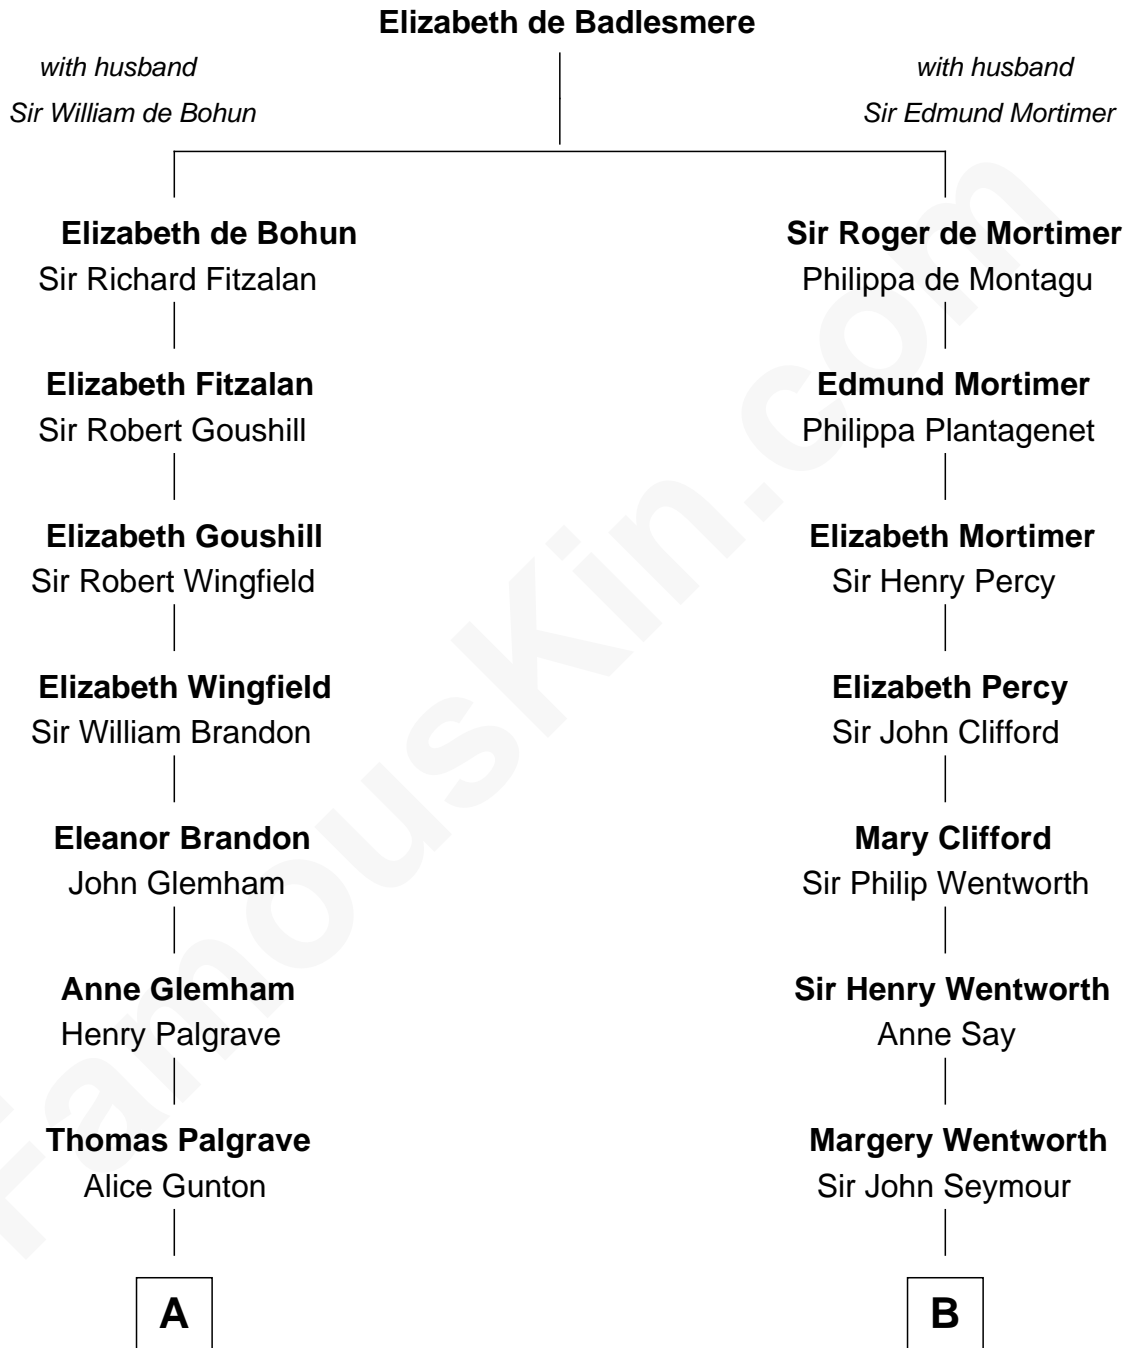 Elizabeth de Badlesmere
with husband
Sir William de Bohun
with husband
Sir Edmund Mortimer
Elizabeth de Bohun
Sir Richard Fitzalan
Sir Roger de Mortimer
Philippa de Montagu
Elizabeth Fitzalan
Sir Robert Goushill
Edmund Mortimer
Philippa Plantagenet
Elizabeth Goushill
Sir Robert Wingfield
Elizabeth Mortimer
Sir Henry Percy
Elizabeth Wingfield
Sir William Brandon
Elizabeth Percy
Sir John Clifford
Eleanor Brandon
John Glemham
Mary Clifford
Sir Philip Wentworth
Anne Glemham
Henry Palgrave
Sir Henry Wentworth
Anne Say
Thomas Palgrave
Alice Gunton
Margery Wentworth
Sir John Seymour
A
B
FamousKin.com